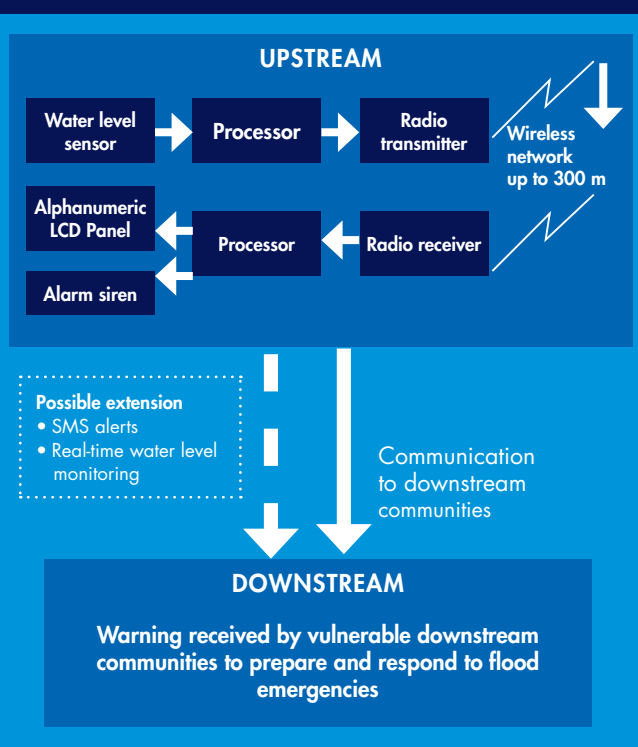 UPSTREAM
Water level
sensor
Processor
Radio
transmitter
Wireless
network
up to 300 m
Alphanumeric
LCD Panel
Processor
Radio receiver
Alarm siren
Possible extension
• SMS alerts
• Real-time water level
monitoring
Communication
to downstream
communities
DOWNSTREAM
Warning received by vulnerable downstream
communities to prepare and respond to flood
emergencies